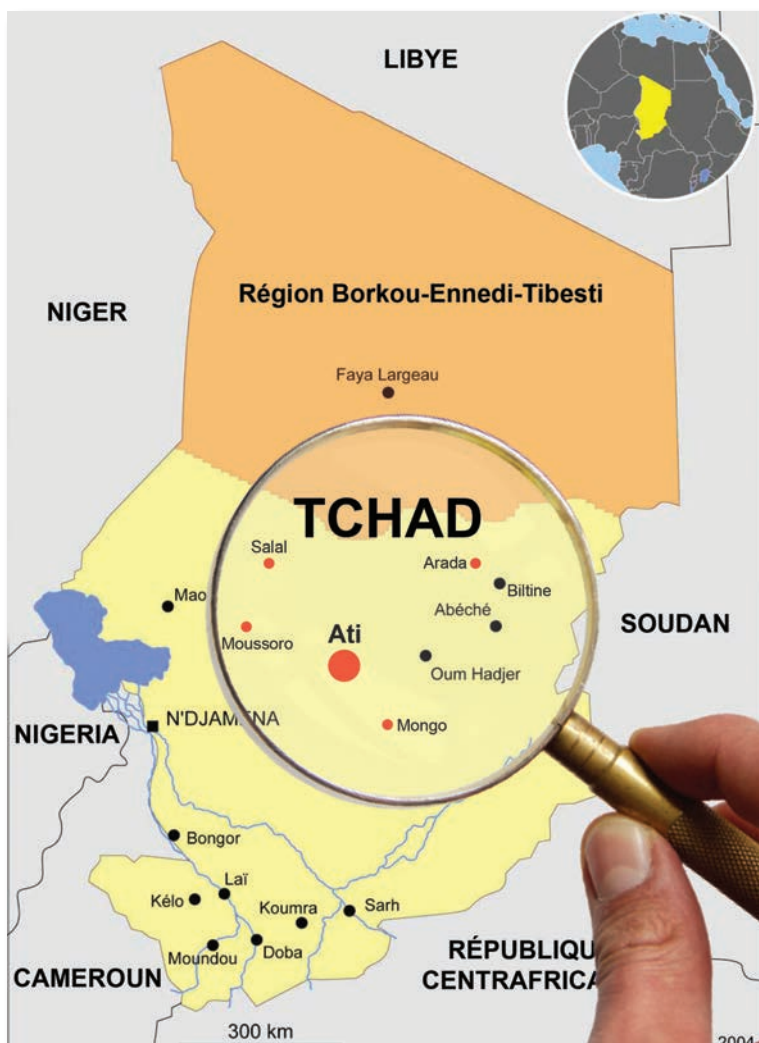 LIBYE
NIGER
Région Borkou-Ennedi-Tibesti
Faya Largeau
TCHAD
Salal
Arada
Biltine
Mao
Abéché
Moussoro
Ati
SOUDAN
Oum Hadjer
N'DJAMENA
Mongo
NIGERIA
Bongor
Laï
Kélo
Koumra
Sarh
Moundou
Doba
CAMEROUN
RÉPUBLIQU
CENTRAFRICA
300 km
2004